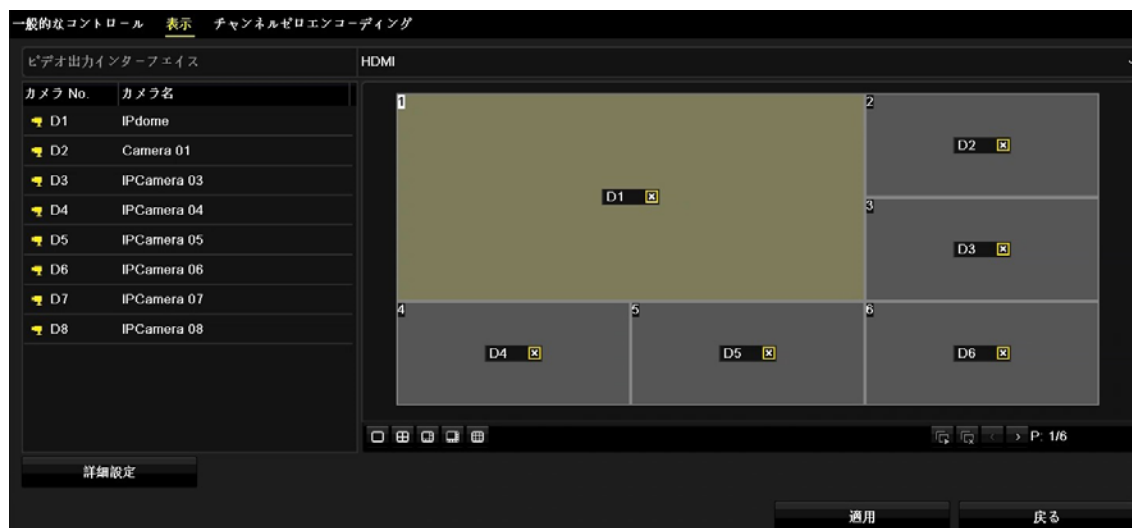 一般的なコントロール 表示 チャンネルゼロエンコーディング
ビデオ出力インターフェイス HDMI
カメラ No. カメラ名
D1 IPdome
D2 Camera 01
D3 IPCamera 03
D4 IPCamera 04
D5 IPCamera 05
D6 IPCamera 06
D7 IPCamera 07
D8 IPCamera 08
1
D1
2
D2
3
D3
4
D4
5
D5
6
D6
P: 1/6
詳細設定
適用 戻る